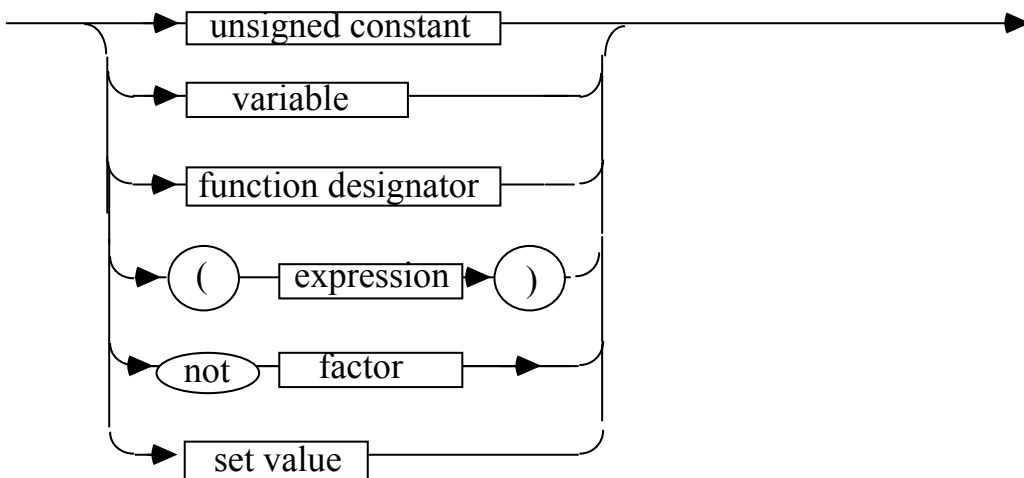 unsigned constant
variable
function designator
( expression )
not factor
set value